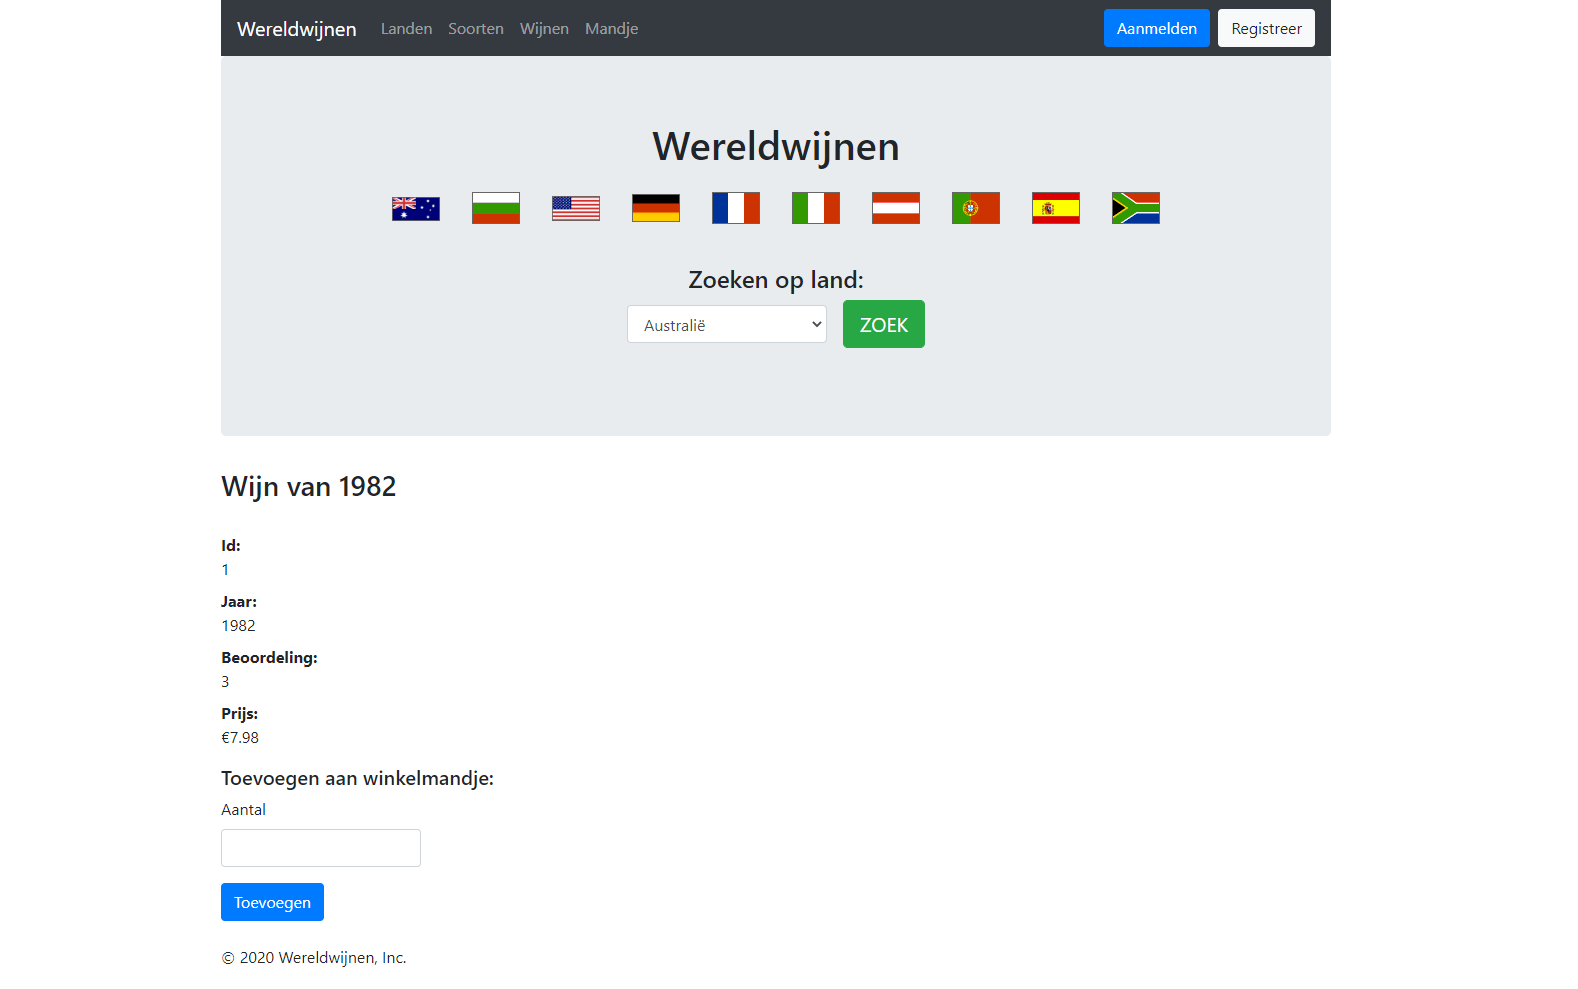 Wereldwijnen Landen Soorten Wijnen Mandje Aanmelden Registreer
Wereldwijnen
Zoeken op land:
Australië ZOEK
Wijn van 1982
Id:
1
Jaar:
1982
Beoordeling:
3
Prijs:
€7.98
Toevoegen aan winkelmandje:
Aantal
Toevoegen
© 2020 Wereldwijnen, Inc.